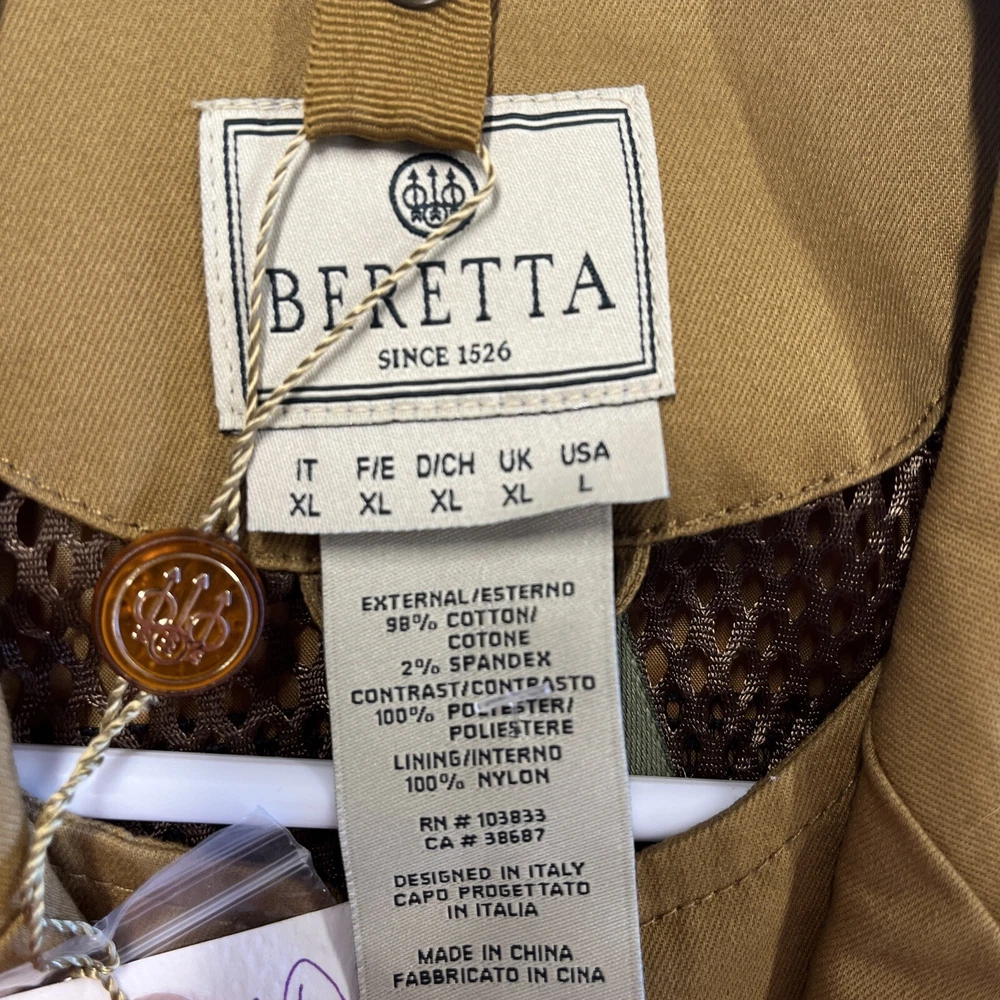 BERETTA
SINCE 1526
IT F/E D/CH UK USA
XL XL XL XL L
EXTERNAL/ESTERNO
98% COTTON/
COTONE
2% SPANDEX
CONTRAST/CONTRASTO
100% POLYESTER/
POLIESTERE
LINING/INTERNO
100% NYLON
RN # 103833
CA # 38687
DESIGNED IN ITALY
CAPO PROGETTATO
IN ITALIA
MADE IN CHINA
FABBRICATO IN CINA